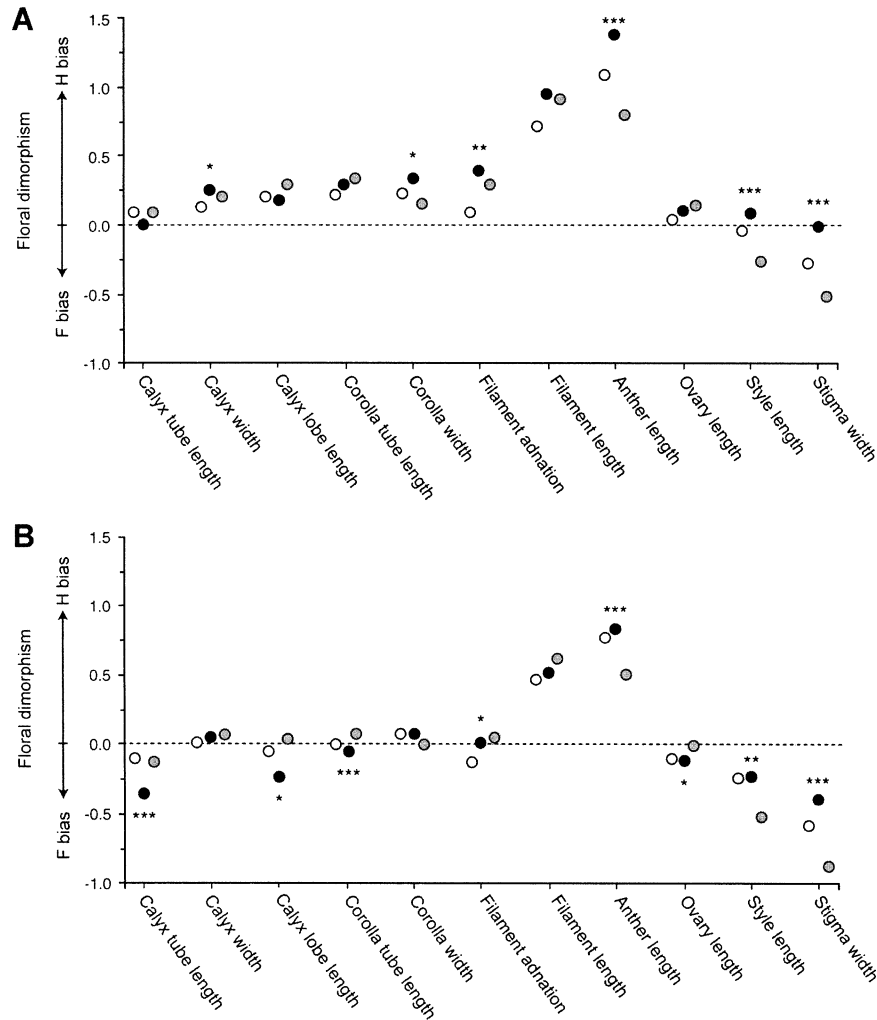 A
1.5
1.0
0.5
0.0
-0.5
-1.0
H bias
Floral dimorphism
F bias
*
*
**
***
***
***
Calyx tube length
Calyx width
Calyx lobe length
Corolla tube length
Corolla width
Filament adnation
Filament length
Anther length
Ovary length
Style length
Stigma width
B
1.5
1.0
0.5
0.0
-0.5
-1.0
H bias
Floral dimorphism
F bias
***
*
***
*
***
*
**
***
Calyx tube length
Calyx width
Calyx lobe length
Corolla tube length
Corolla width
Filament adnation
Filament length
Anther length
Ovary length
Style length
Stigma width